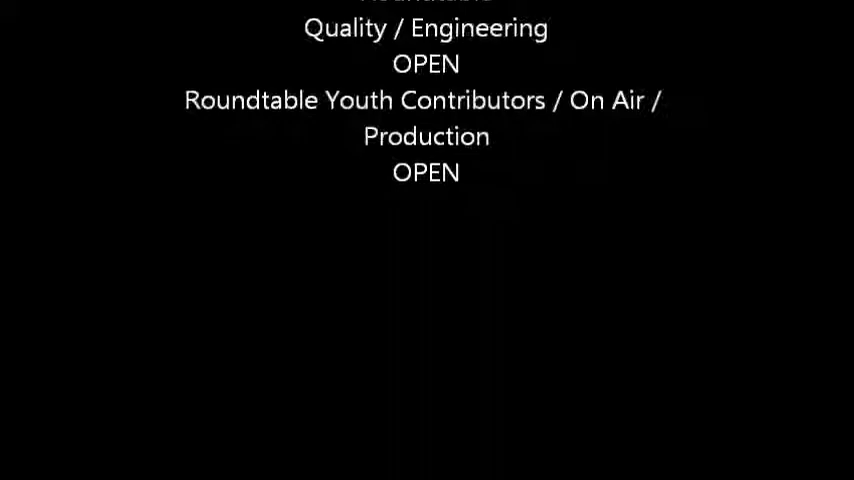 Quality / Engineering
OPEN
Roundtable Youth Contributors / On Air /
Production
OPEN